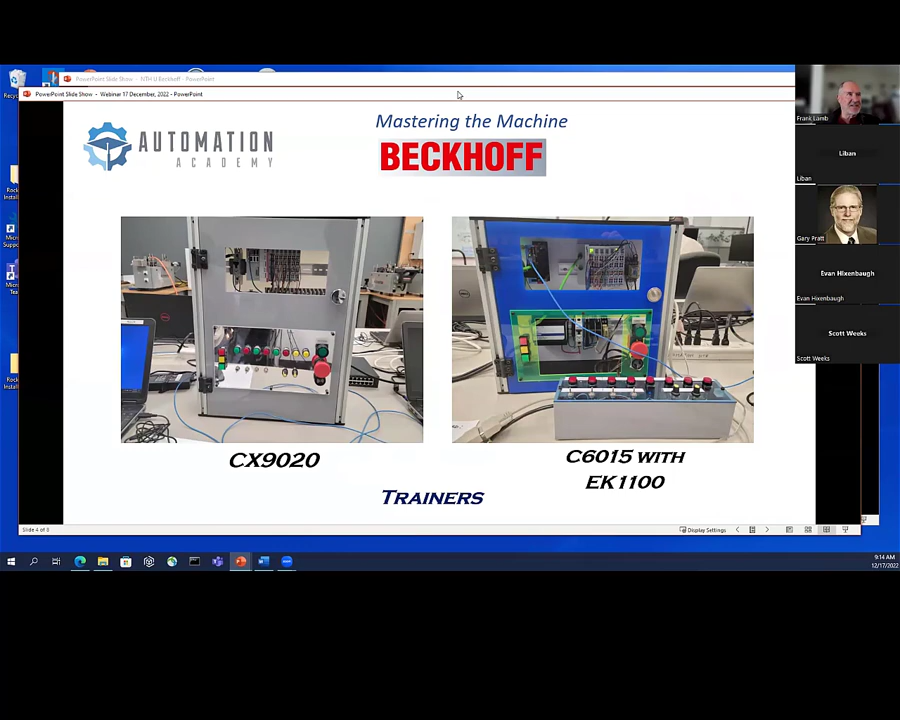 PowerPoint Slide Show - NTH U Beckhoff - PowerPoint
PowerPoint Slide Show - Webinar 17 December, 2022 - PowerPoint
AUTOMATION
ACADEMY
Mastering the Machine
BECKHOFF
CX9020
C6015 WITH
EK1100
TRAINERS
Slide 4 of 8
Display Settings
Frank Lamb
Liban
Liban
Gary Pratt
Evan Hixenbaugh
Evan Hixenbaugh
Scott Weeks
Scott Weeks
9:14 AM
12/17/2022